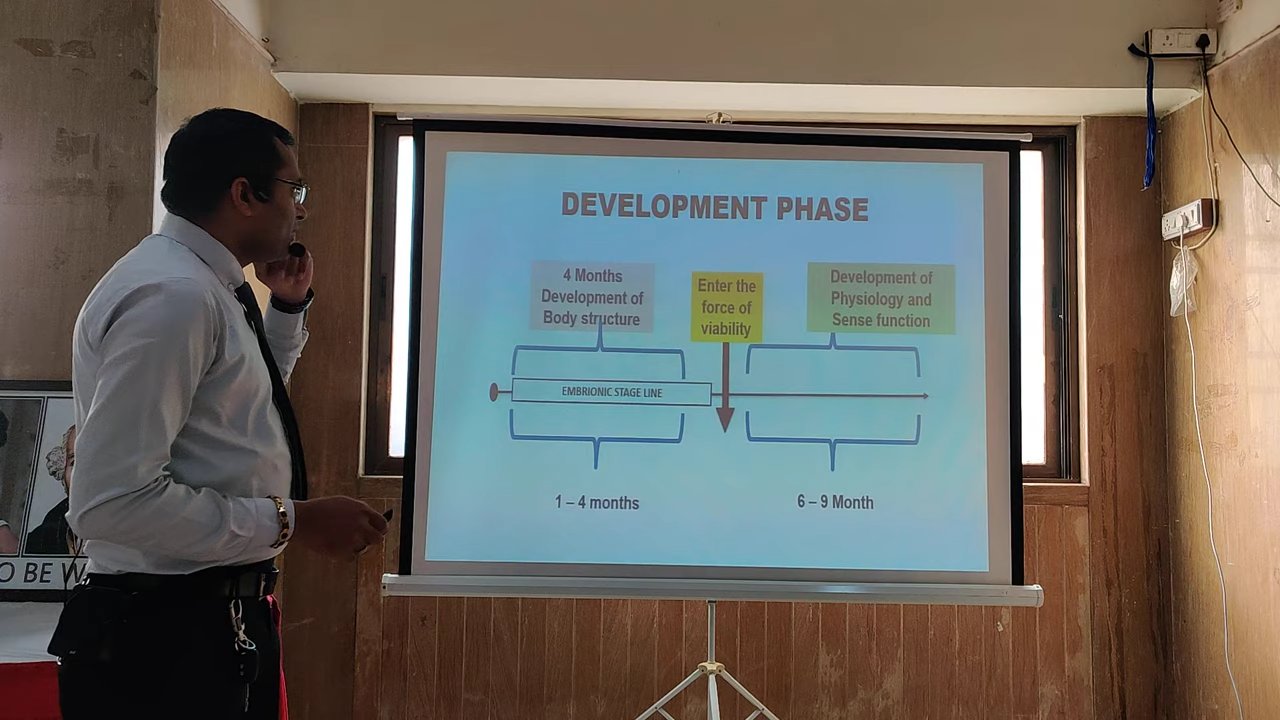 DEVELOPMENT PHASE
4 Months
Development of
Body structure
Enter the
force of
viability
Development of
Physiology and
Sense function
EMBRIONIC STAGE LINE
1 – 4 months
6 – 9 Month
O BE W